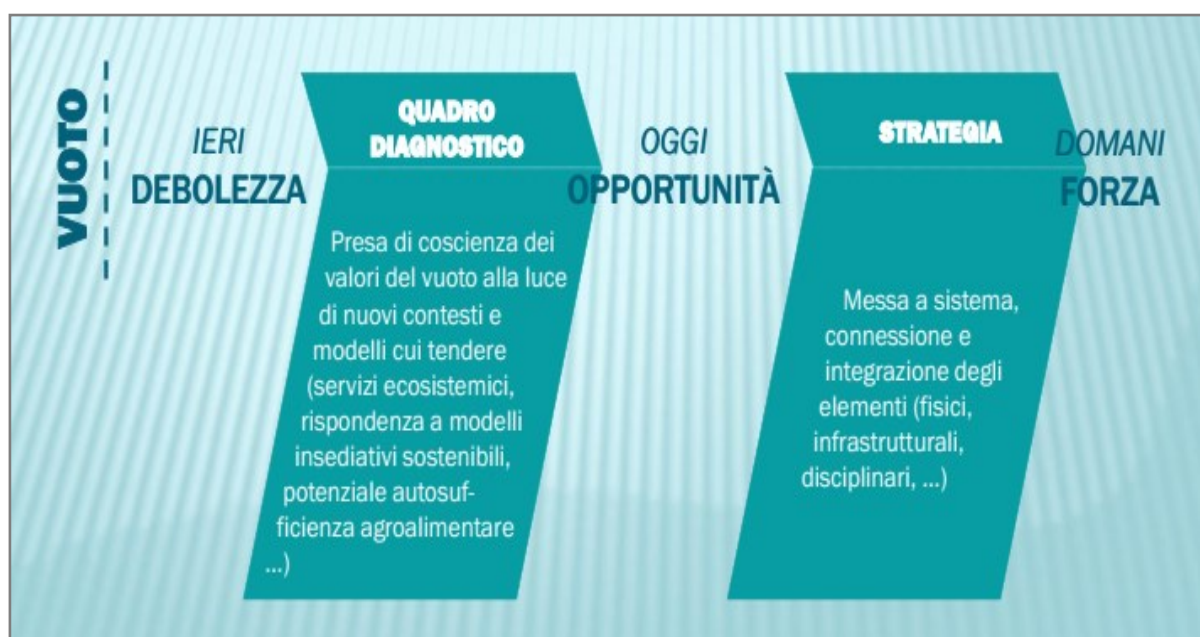 VUOTO
IERI
DEBOLEZZA
QUADRO
DIAGNOSTICO
Presa di coscienza dei
valori del vuoto alla luce
di nuovi contesti e
modelli cui tendere
(servizi ecosistemici,
rispondenza a modelli
insediativi sostenibili,
potenziale autosuf-
ficienza agroalimentare
...)
OGGI
OPPORTUNITÀ
STRATEGIA
Messa a sistema,
connessione e
integrazione degli
elementi (fisici,
infrastrutturali,
disciplinari, ...)
DOMANI
FORZA